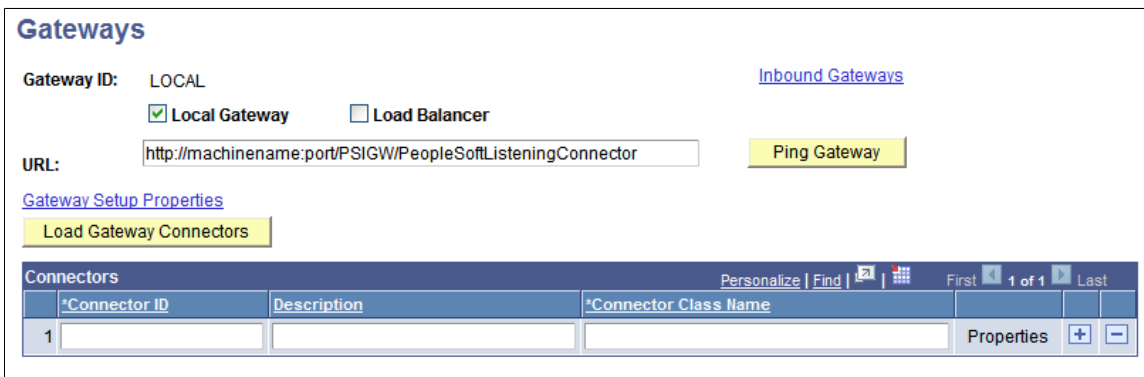 Gateways
Gateway ID: LOCAL Inbound Gateways
Local Gateway Load Balancer
URL: http://machinename:port/PSIGW/PeopleSoftListeningConnector Ping Gateway
Gateway Setup Properties
Load Gateway Connectors
Connectors Personalize | Find | | First 1 of 1 Last
*Connector ID Description *Connector Class Name
1 Properties + −